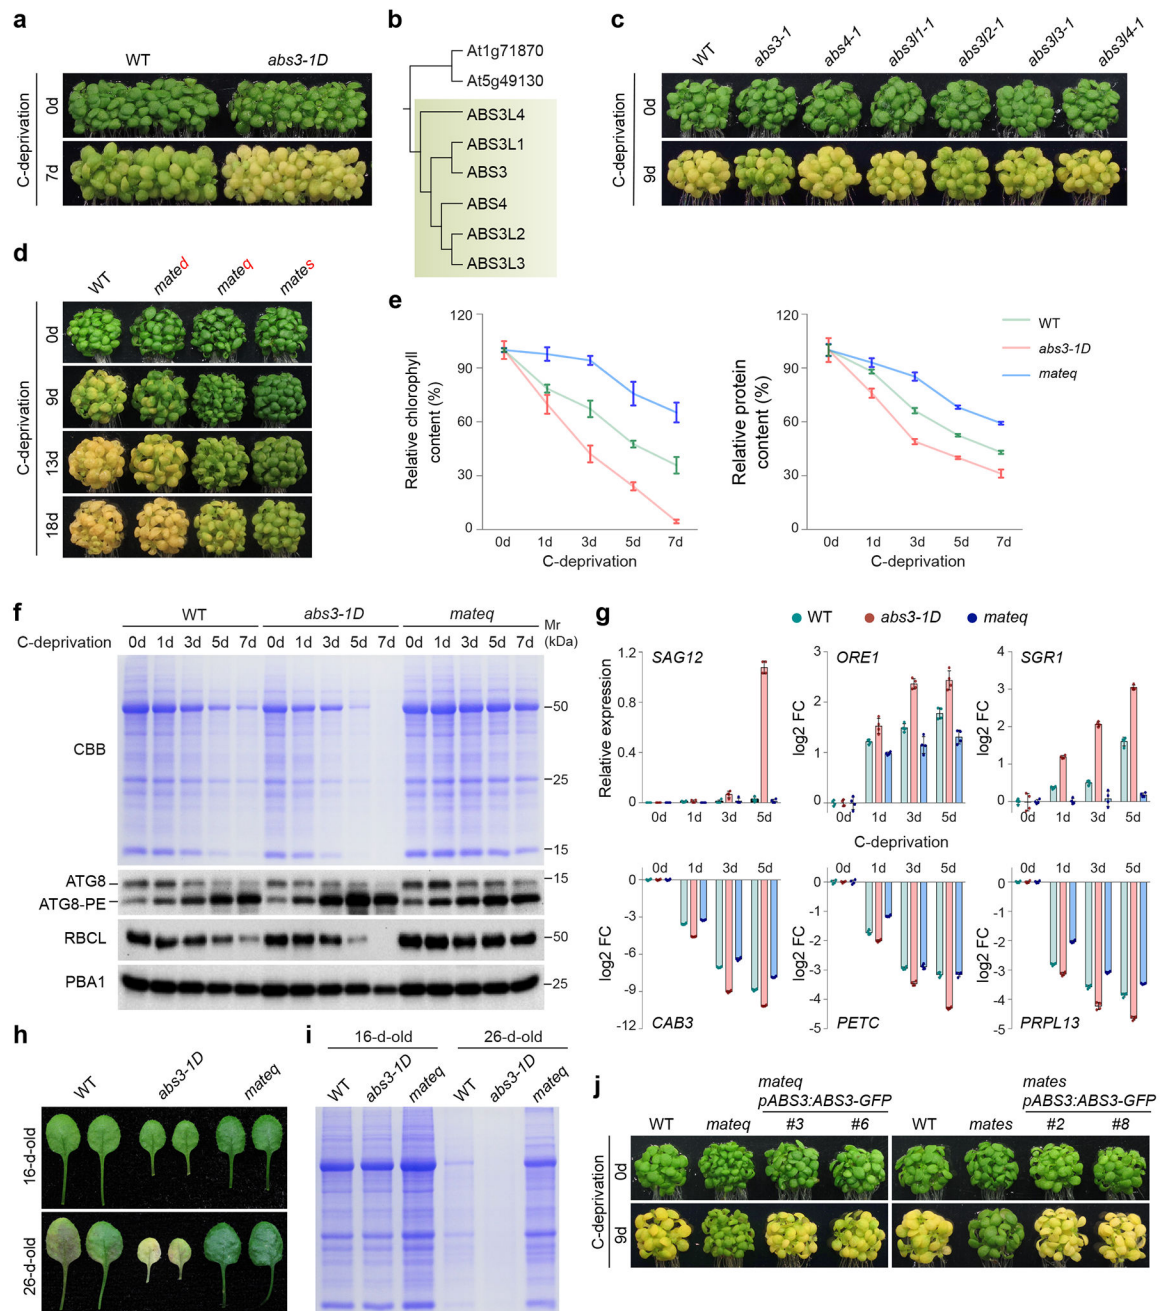 a
WT
abs3-1D
C-deprivation
0d
7d
b
At1g71870
At5g49130
ABS3L4
ABS3L1
ABS3
ABS4
ABS3L2
ABS3L3
c
WT
abs3-1
abs4-1
abs3l1-1
abs3l2-1
abs3l3-1
abs3l4-1
C-deprivation
0d
9d
d
WT
mated
mateq
mates
C-deprivation
0d
9d
13d
18d
e
Relative chlorophyll
content (%)
120
90
60
30
0
0d 1d 3d 5d 7d
C-deprivation
Relative protein
content (%)
120
90
60
30
0
0d 1d 3d 5d 7d
C-deprivation
WT
abs3-1D
mateq
f
WT
abs3-1D
mateq
Mr
(kDa)
C-deprivation 0d 1d 3d 5d 7d 0d 1d 3d 5d 7d 0d 1d 3d 5d 7d
CBB
50
25
15
ATG8
15
ATG8-PE
RBCL
50
PBA1
25
g
WT
abs3-1D
mateq
SAG12
Relative expression
1.2
0.8
0.4
0
0d 1d 3d 5d
ORE1
log2 FC
3
2
1
0
0d 1d 3d 5d
SGR1
log2 FC
4
3
2
1
0
0d 1d 3d 5d
C-deprivation
0d 1d 3d 5d
log2 FC
0
-3
-6
-9
-12
CAB3
0d 1d 3d 5d
log2 FC
0
-1
-2
-3
-4
-5
PETC
0d 1d 3d 5d
log2 FC
0
-1
-2
-3
-4
-5
PRPL13
h
WT
abs3-1D
mateq
16-d-old
26-d-old
i
16-d-old
26-d-old
WT
abs3-1D
mateq
WT
abs3-1D
mateq
j
mateq
pABS3:ABS3-GFP
mates
pABS3:ABS3-GFP
WT
mateq
#3
#6
WT
mates
#2
#8
C-deprivation
0d
9d